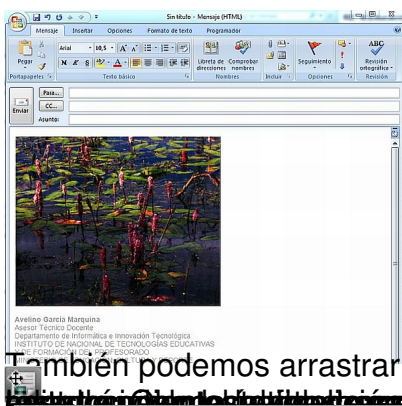 Sin título - Mensaje (HTML)
Mensaje Insertar Opciones Formato de texto Programador
Arial 10,5
Pegar
N K S
Libreta de direcciones
Comprobar nombres
Seguimiento
ABC
Revisión ortográfica
Portapapeles Texto básico Nombres Incluir Opciones Revisión
Enviar
Para...
CC...
Asunto:
Avelino García Marquina
Asesor Técnico Docente
Departamento de Informática e Innovación Tecnológica
INSTITUTO DE NACIONAL DE TECNOLOGÍAS EDUCATIVAS
Y DE FORMACIÓN DEL PROFESORADO
También podemos arrastrar